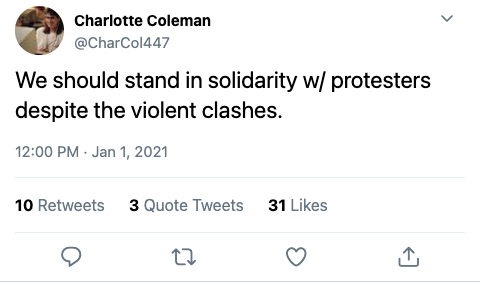 Charlotte Coleman
@CharCol447
We should stand in solidarity w/ protesters
despite the violent clashes.
12:00 PM · Jan 1, 2021
10 Retweets 3 Quote Tweets 31 Likes